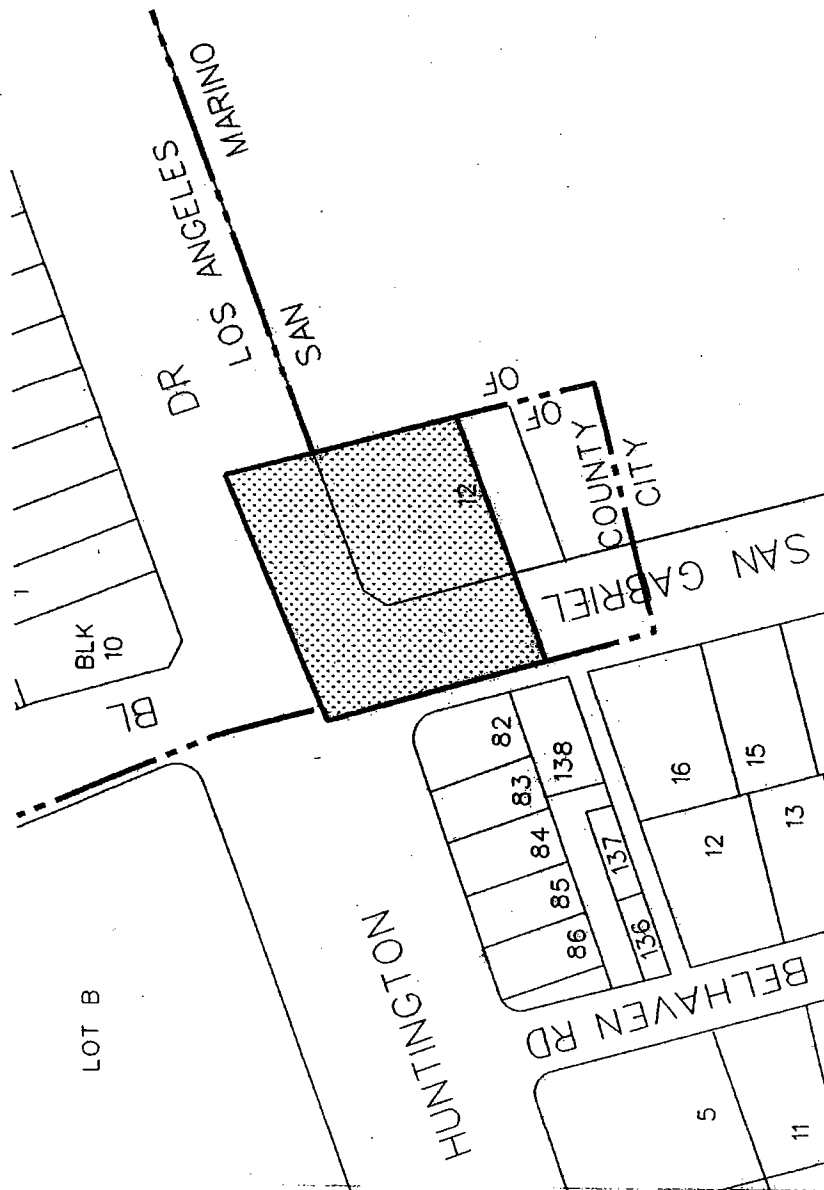 MARINO
LOS ANGELES
SAN
DR
1
BLK
10
BL
OF
OF
12
COUNTY
CITY
SAN GABRIEL
82
83
84
85
86
138
137
136
16
15
12
13
LOT B
HUNTINGTON
BELHAVEN RD
5
11